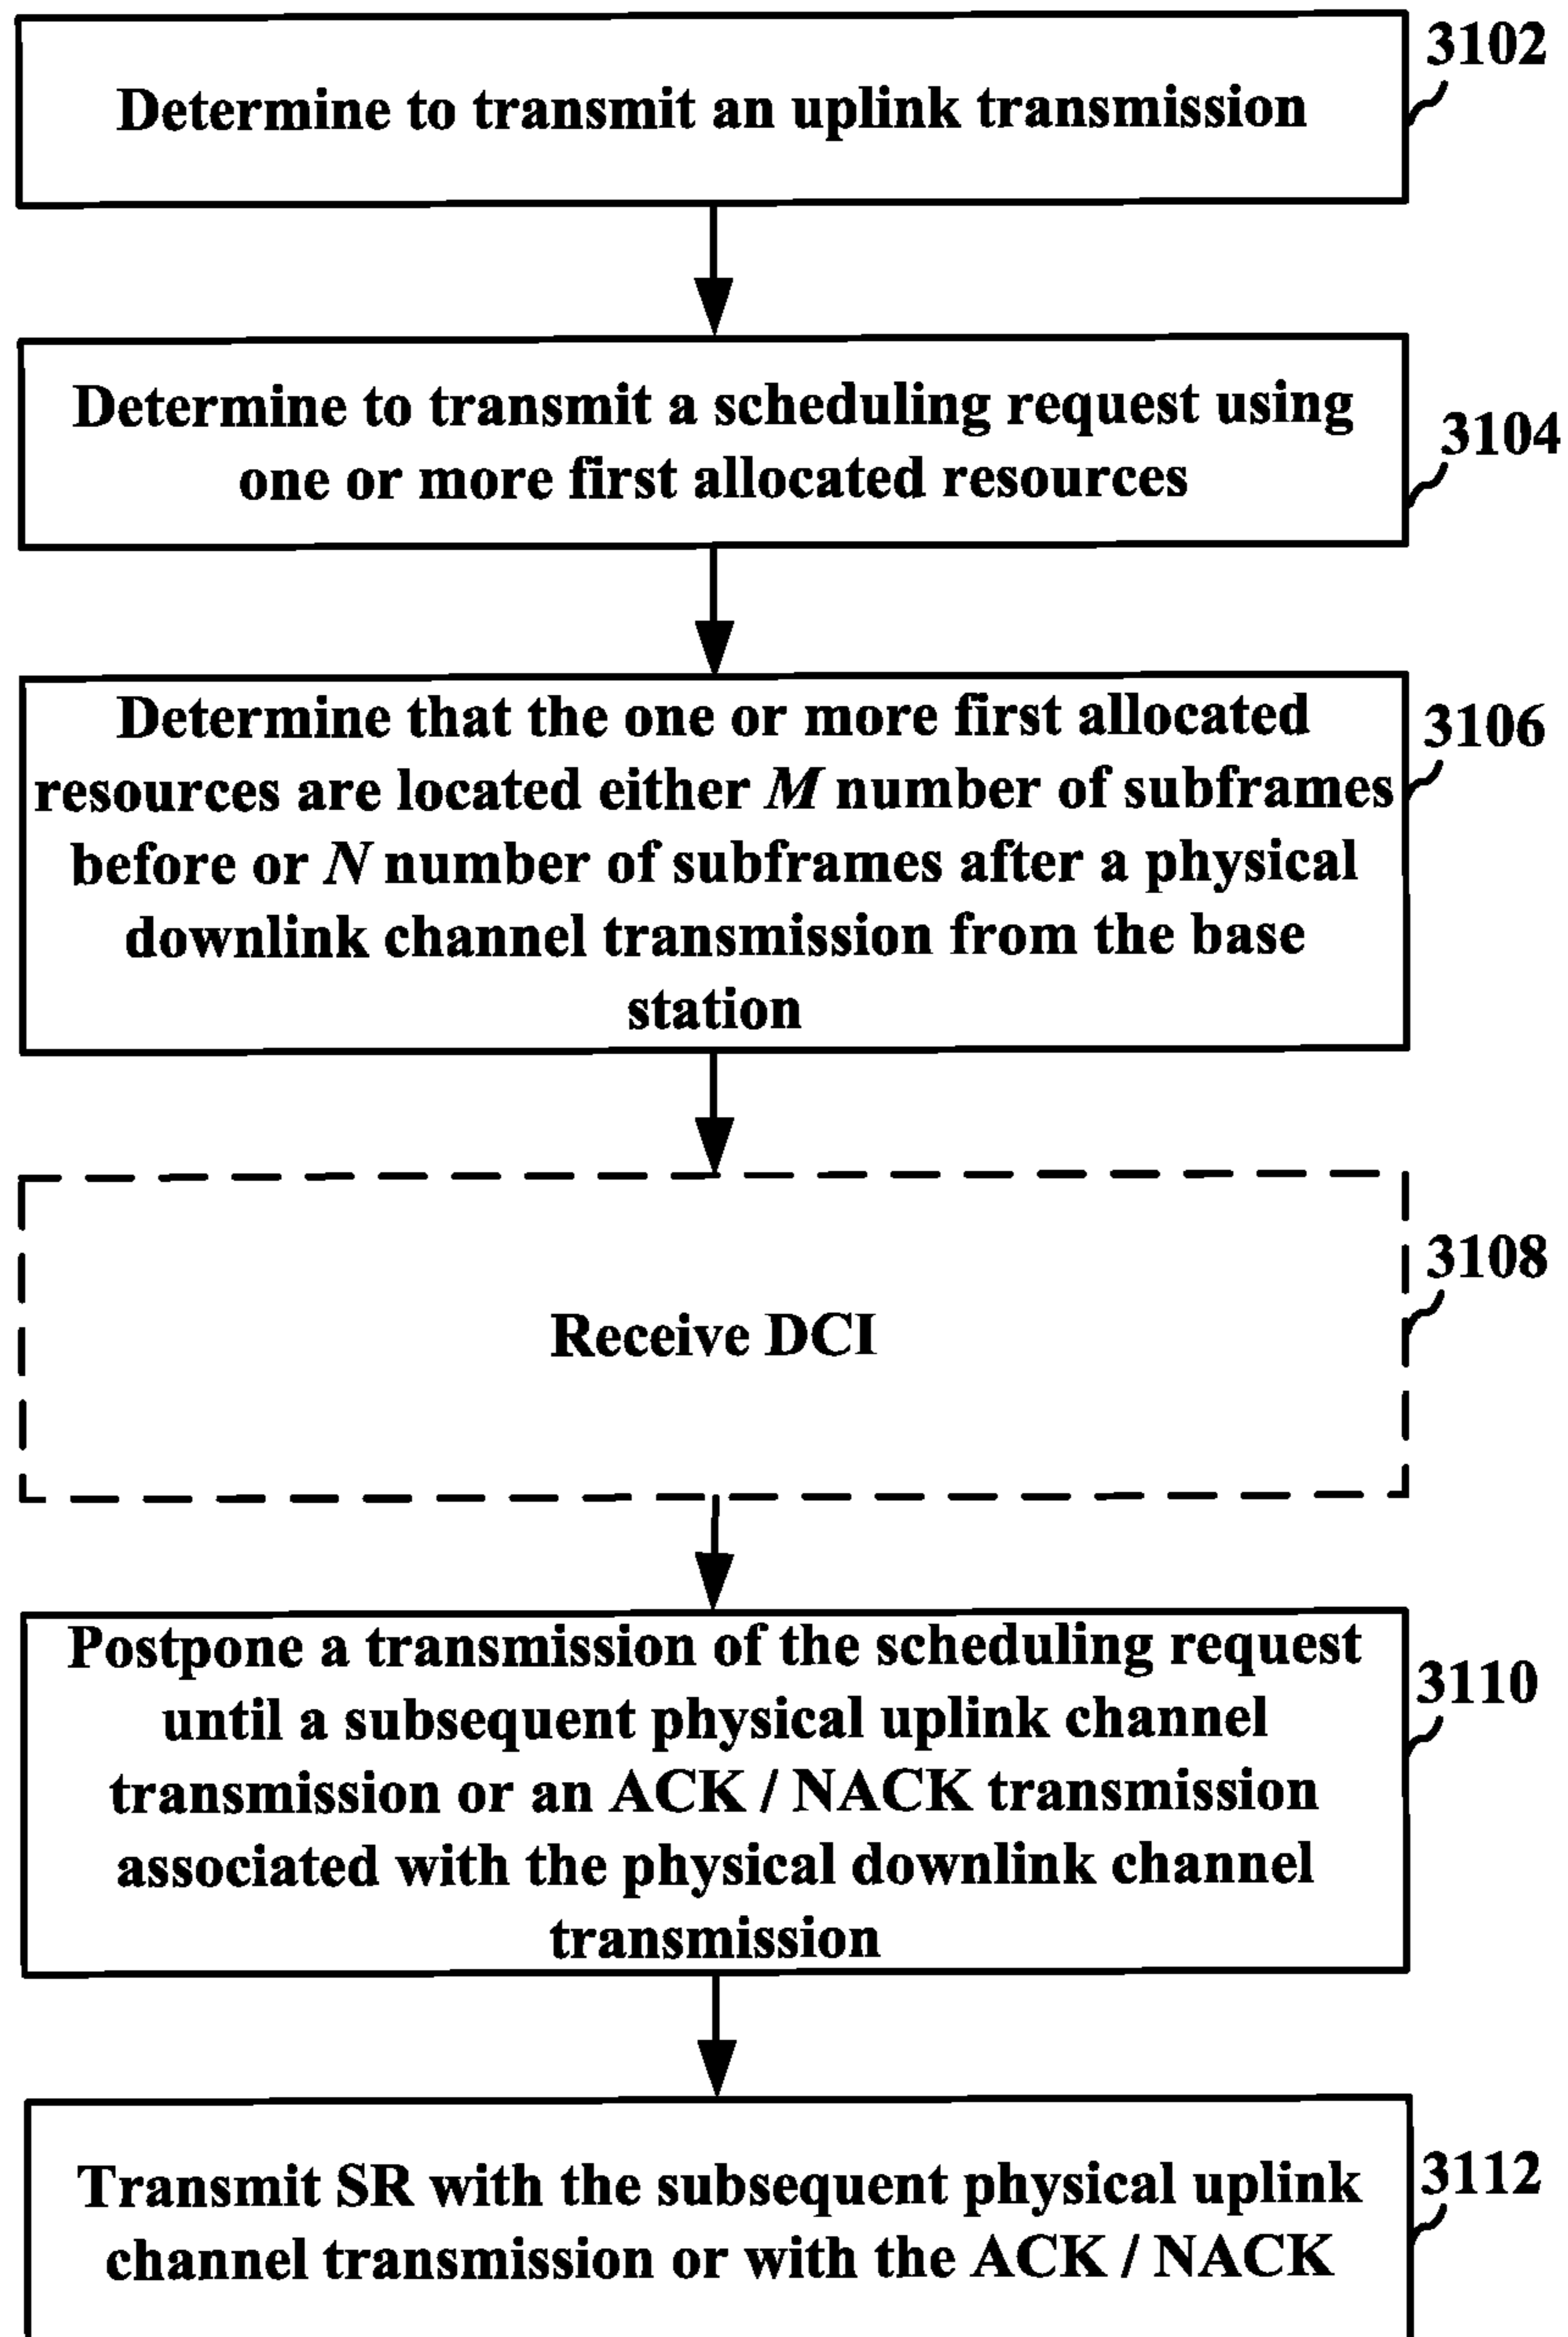 3102
Determine to transmit an uplink transmission
Determine to transmit a scheduling request using
one or more first allocated resources
3104
Determine that the one or more first allocated
resources are located either M number of subframes
before or N number of subframes after a physical
downlink channel transmission from the base
station
3106
3108
Receive DCI
Postpone a transmission of the scheduling request
until a subsequent physical uplink channel
transmission or an ACK / NACK transmission
associated with the physical downlink channel
transmission
3110
Transmit SR with the subsequent physical uplink
channel transmission or with the ACK / NACK
3112